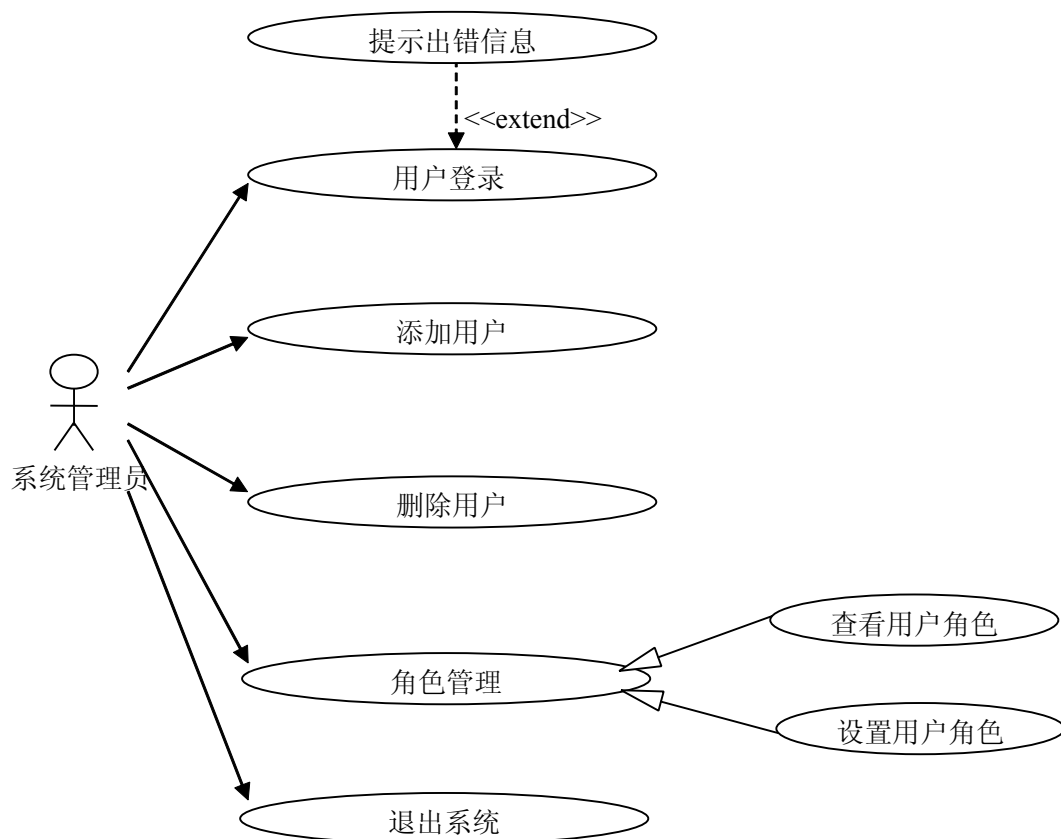 提示出错信息
<<extend>>
用户登录
添加用户
系统管理员
删除用户
查看用户角色
角色管理
设置用户角色
退出系统